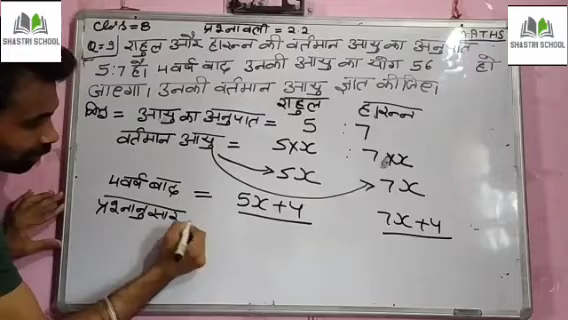 Class=8 प्रश्नावली=2.2 MATHS
SHASTRI SCHOOL SHASTRI SCHOOL
Q=9) राहुल और हारुन की वर्तमान आयु का अनुपात
5:7 है। 4 वर्ष बाद उनकी आयु का योग 56 हो
जाएगा। उनकी वर्तमान आयु ज्ञात कीजिए।
राहुल हारुन
= आयु का अनुपात = 5 : 7
वर्तमान आयु = 5×x : 7×x
5x 7x
4 वर्ष बाद = 5x+4 7x+4
प्रश्नानुसार